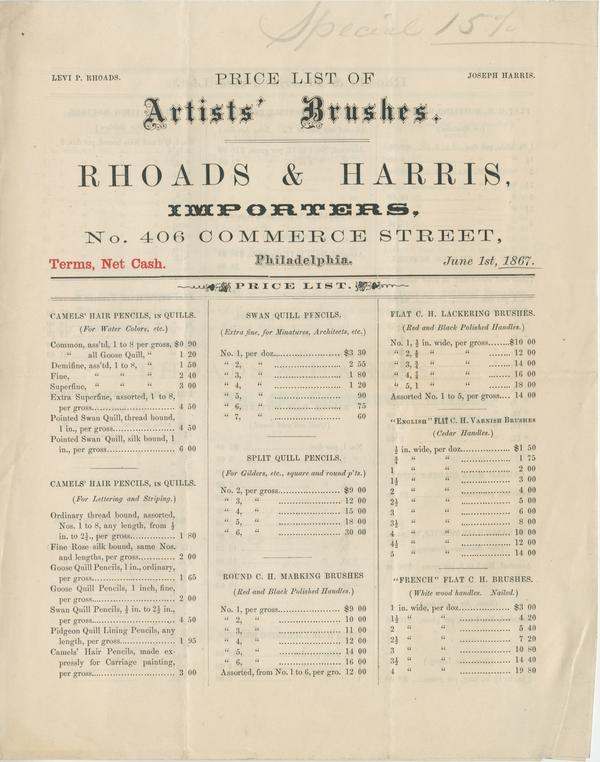 Special 15%
LEVI P. RHOADS.
PRICE LIST OF
JOSEPH HARRIS.
Artists' Brushes.
RHOADS & HARRIS,
IMPORTERS,
No. 406 COMMERCE STREET,
Terms, Net Cash.
Philadelphia.
June 1st, 1867.
PRICE LIST.
CAMELS' HAIR PENCILS, IN QUILLS.
(For Water Colors, etc.)
Common, ass'td, 1 to 8 per gross, $0 90
" all Goose Quill, " 1 20
Demifine, ass'td, 1 to 8, " 1 50
Fine, " " 2 40
Superfine, " " 3 00
Extra Superfine, assorted, 1 to 8,
per gross 4 50
Pointed Swan Quill, thread bound,
1 in., per gross 4 50
Pointed Swan Quill, silk bound, 1
in., per gross 6 00
CAMELS' HAIR PENCILS, IN QUILLS.
(For Lettering and Striping.)
Ordinary thread bound, assorted,
Nos. 1 to 8, any length, from ½
in. to 2½., per gross 1 80
Fine Rose silk bound, same Nos.
and lengths, per gross 2 00
Goose Quill Pencils, 1 in., ordinary,
per gross 1 65
Goose Quill Pencils, 1 inch, fine,
per gross 2 00
Swan Quill Pencils, ½ in. to 2½ in.,
per gross 4 50
Pidgeon Quill Lining Pencils, any
length, per gross 1 95
Camels' Hair Pencils, made ex-
pressly for Carriage painting,
per gross 3 00
SWAN QUILL PENCILS.
(Extra fine, for Minatures, Architects, etc.)
No. 1, per doz $3 30
" 2, " 2 55
" 3, " 1 80
" 4, " 1 20
" 5, " 90
" 6, " 75
" 7, " 60
SPLIT QUILL PENCILS.
(For Gilders, etc., square and round p'ts.)
No. 2, per gross $9 00
" 3, " 12 00
" 4, " 15 00
" 5, " 18 00
" 6, " 30 00
ROUND C. H. MARKING BRUSHES
(Red and Black Polished Handles.)
No. 1, per gross $9 00
" 2, " 10 00
" 3, " 11 00
" 4, " 12 00
" 5, " 14 00
" 6, " 16 00
Assorted, from No. 1 to 6, per gro. 12 00
FLAT C. H. LACKERING BRUSHES.
(Red and Black Polished Handles.)
No. 1, ½ in. wide, per gross $10 00
" 2, " " 12 00
" 3, ¾ " " 14 00
" 4, " " 16 00
" 5, 1 " " 18 00
Assorted No. 1 to 5, per gross 14 00
"ENGLISH" FLAT C. H. VARNISH BRUSHES
(Cedar Handles.)
½ in. wide, per doz $1 50
¾ " " 1 75
1 " " 2 00
1½ " " 3 00
2 " " 4 00
2½ " " 5 00
3 " " 6 00
3½ " " 8 00
4 " " 10 00
4½ " " 12 00
5 " " 14 00
"FRENCH" FLAT C. H. BRUSHES.
(White wood handles. Nailed.)
1 in. wide, per doz $3 00
1½ " " 4 20
2 " " 5 40
2½ " " 7 20
3 " " 10 80
3½ " " 14 40
4 " " 19 80